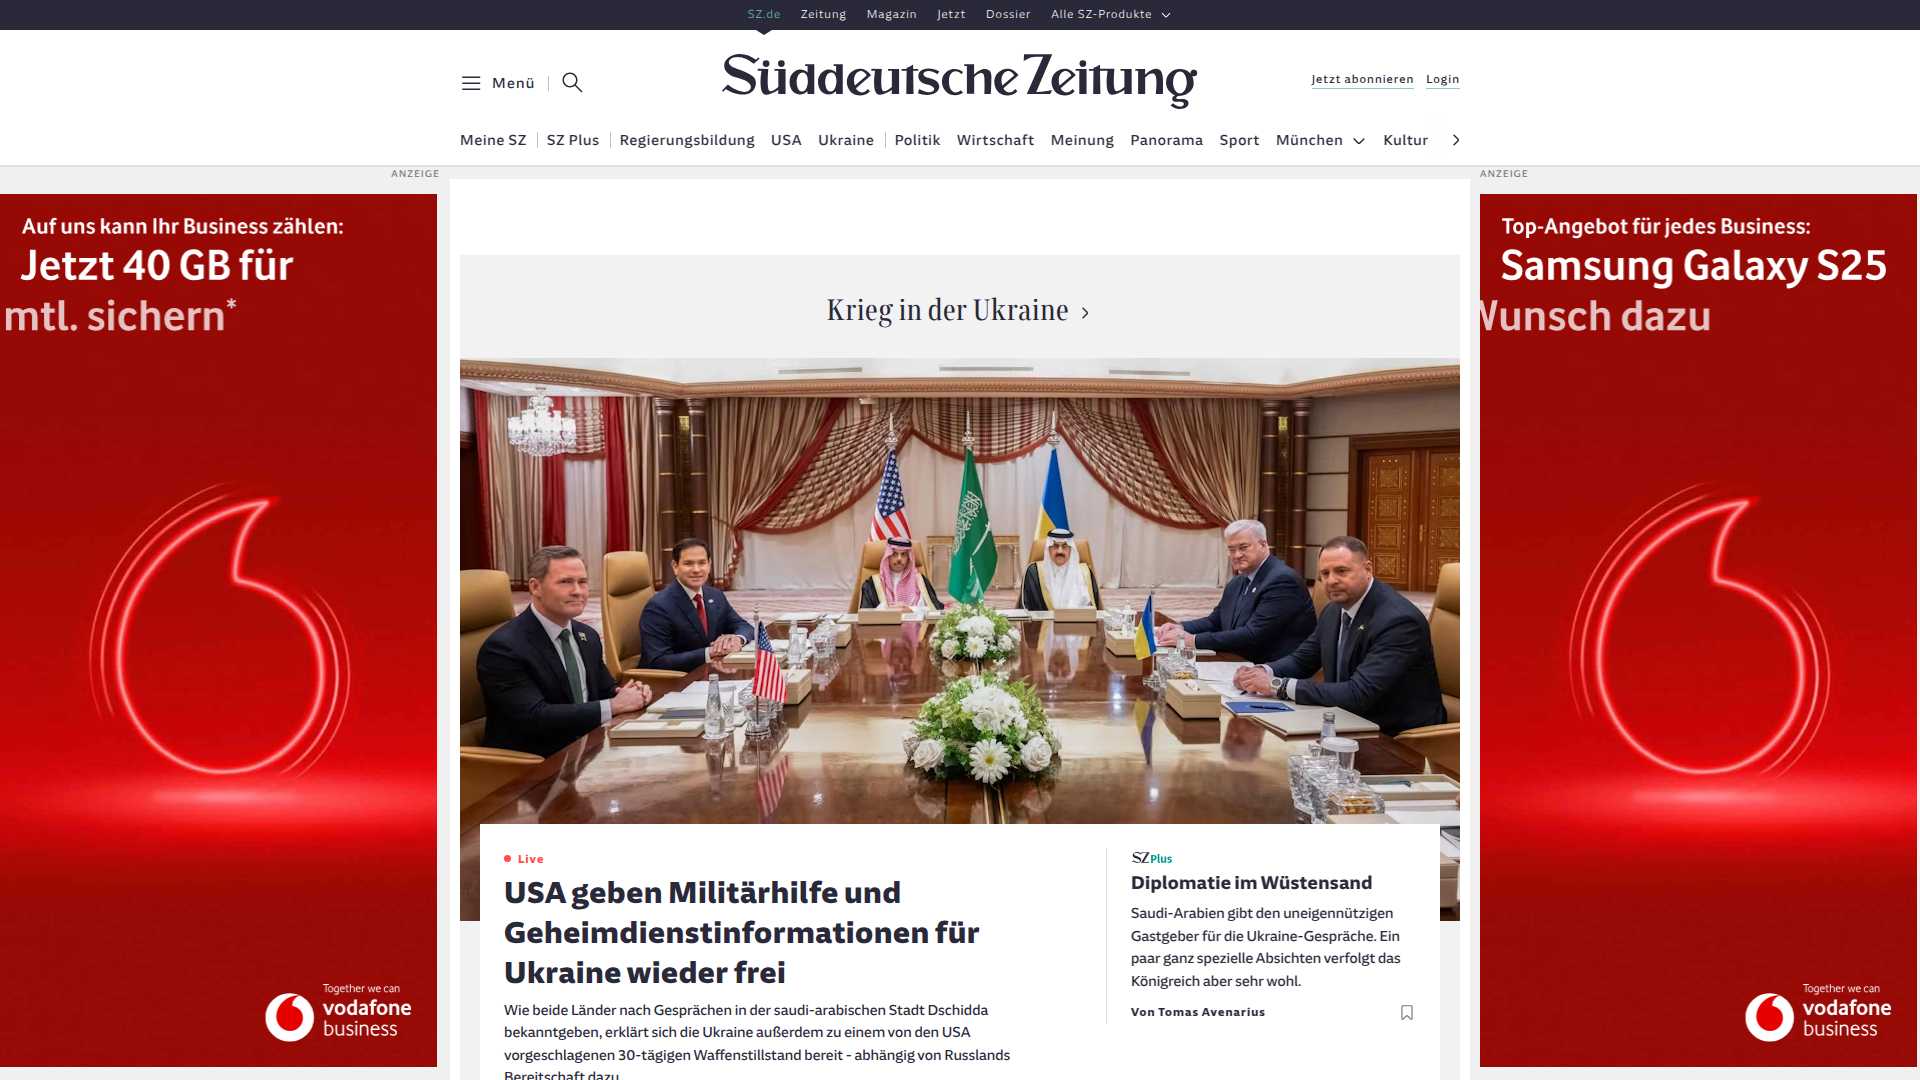 SZ.de Zeitung Magazin Jetzt Dossier Alle SZ-Produkte
Menü
Süddeutsche Zeitung
Jetzt abonnieren Login
Meine SZ SZ Plus Regierungsbildung USA Ukraine Politik Wirtschaft Meinung Panorama Sport München Kultur
ANZEIGE
Auf uns kann Ihr Business zählen:
Jetzt 40 GB für
mtl. sichern*
Together we can
vodafone
business
Krieg in der Ukraine
Live
USA geben Militärhilfe und
Geheimdienstinformationen für
Ukraine wieder frei
Wie beide Länder nach Gesprächen in der saudi-arabischen Stadt Dschidda
bekanntgeben, erklärt sich die Ukraine außerdem zu einem von den USA
vorgeschlagenen 30-tägigen Waffenstillstand bereit - abhängig von Russlands
Bereitschaft dazu.
SZ Plus
Diplomatie im Wüstensand
Saudi-Arabien gibt den uneigennützigen
Gastgeber für die Ukraine-Gespräche. Ein
paar ganz spezielle Absichten verfolgt das
Königreich aber sehr wohl.
Von Tomas Avenarius
ANZEIGE
Top-Angebot für jedes Business:
Samsung Galaxy S25
Wunsch dazu
Together we can
vodafone
business